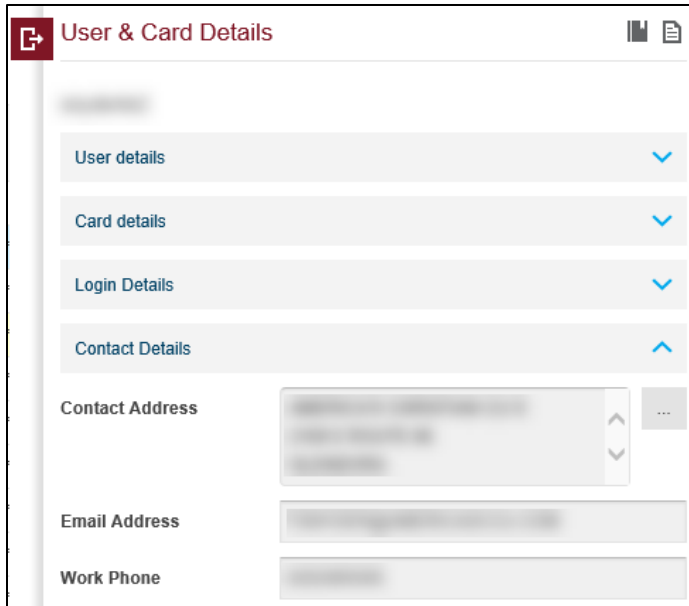 User & Card Details
User details
Card details
Login Details
Contact Details
Contact Address
...
Email Address
Work Phone